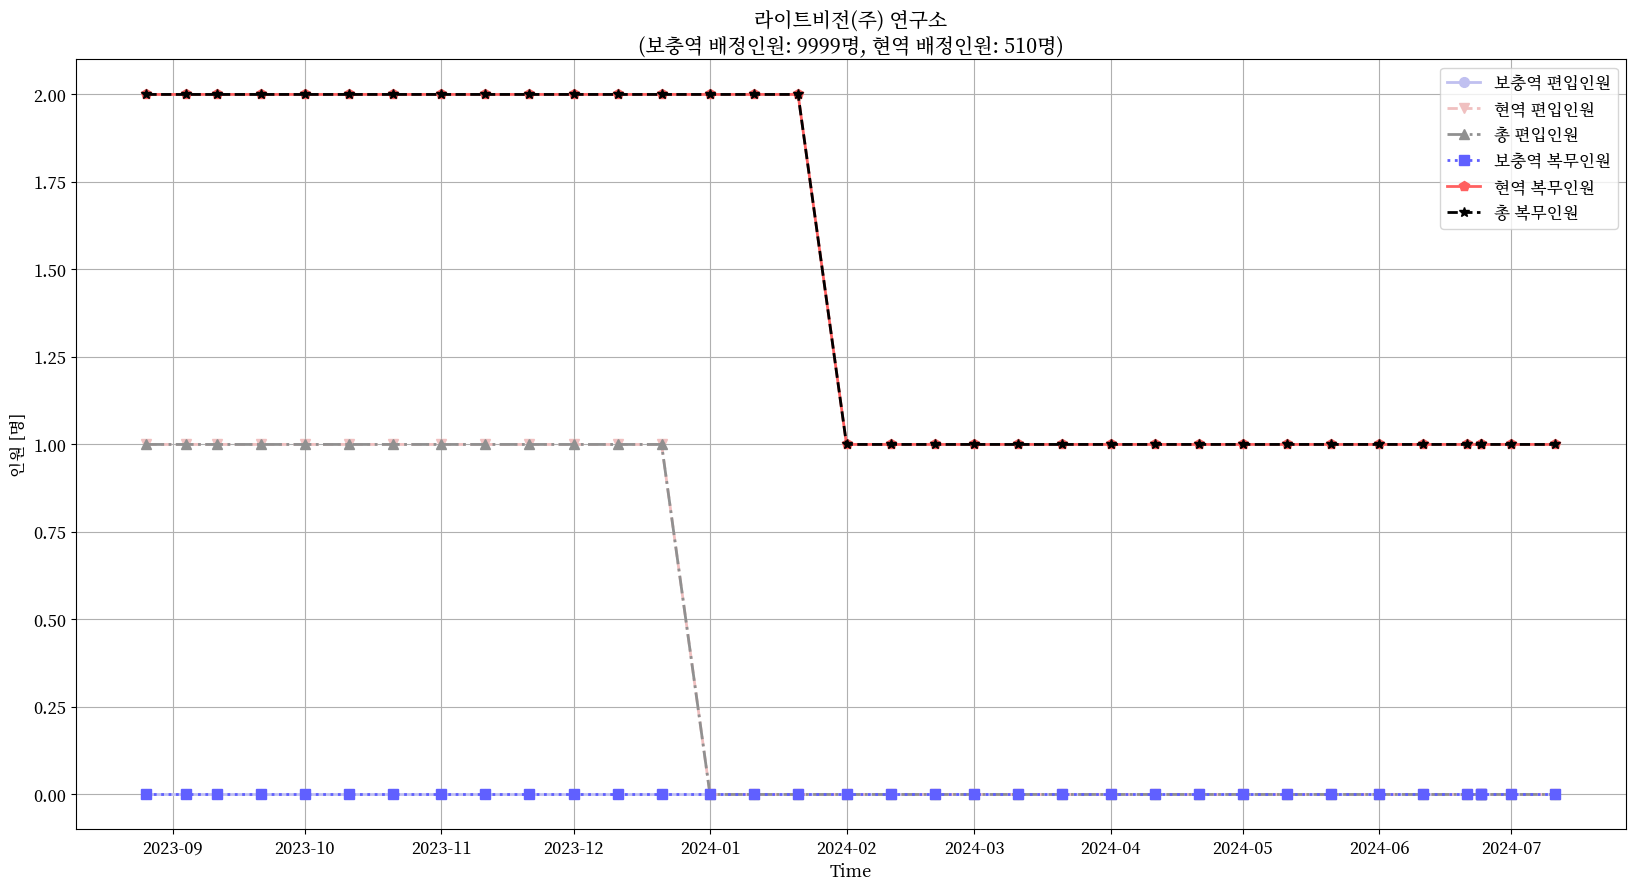 라이트비전(주) 연구소
(보충역 배정인원: 9999명, 현역 배정인원: 510명)
2.00
1.75
1.50
1.25
1.00
0.75
0.50
0.25
0.00
인원 [명]
보충역 편입인원
현역 편입인원
총 편입인원
보충역 복무인원
현역 복무인원
총 복무인원
2023-09 2023-10 2023-11 2023-12 2024-01 2024-02 2024-03 2024-04 2024-05 2024-06 2024-07
Time